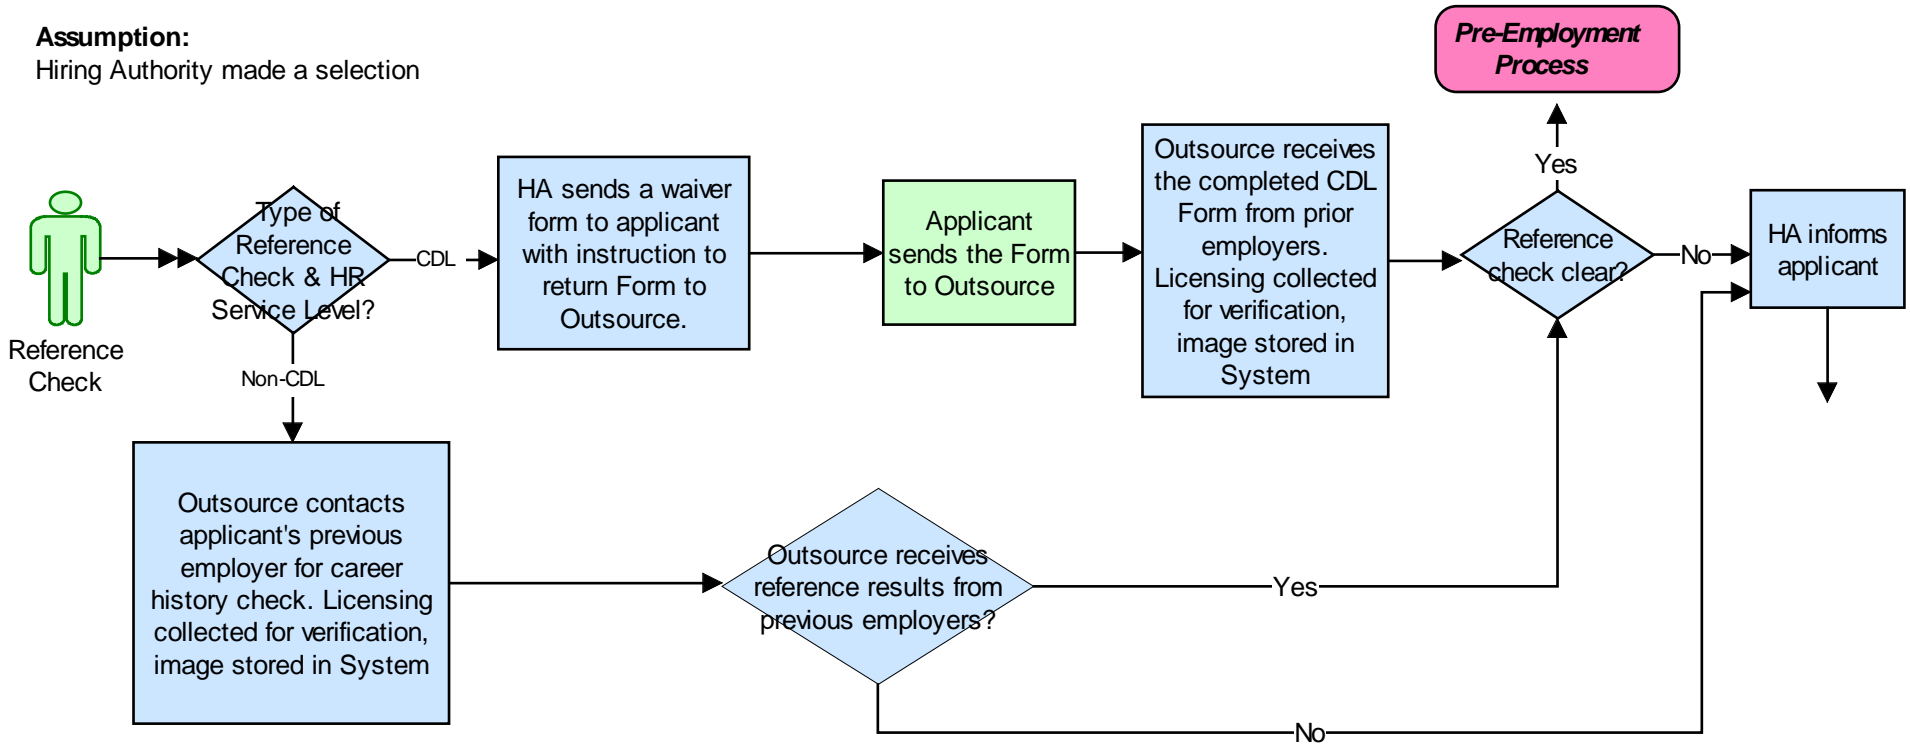 Assumption:
Hiring Authority made a selection
Pre-Employment
Process
Reference
Check
Type of
Reference
Check & HR
Service Level?
CDL
HA sends a waiver
form to applicant
with instruction to
return Form to
Outsource.
Applicant
sends the Form
to Outsource
Outsource receives
the completed CDL
Form from prior
employers.
Licensing collected
for verification,
image stored in
System
Yes
Reference
check clear?
No
HA informs
applicant
Non-CDL
Outsource contacts
applicant's previous
employer for career
history check. Licensing
collected for verification,
image stored in System
Outsource receives
reference results from
previous employers?
Yes
No